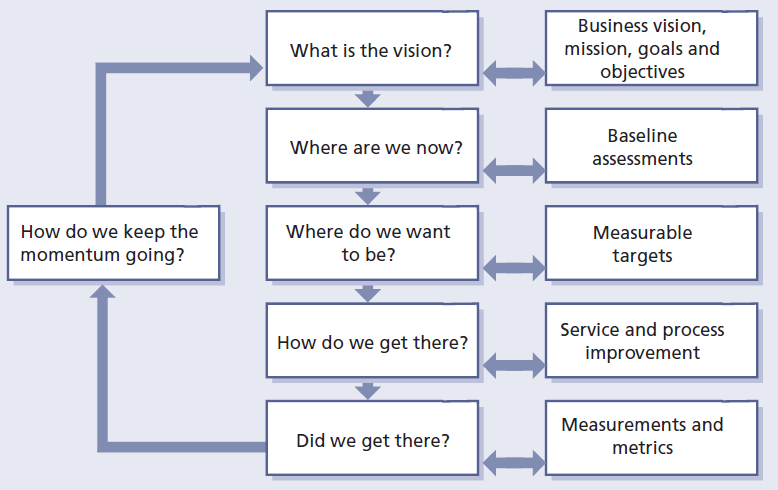 What is the vision?
Business vision,
mission, goals and
objectives
Where are we now?
Baseline
assessments
How do we keep the
momentum going?
Where do we want
to be?
Measurable
targets
How do we get there?
Service and process
improvement
Did we get there?
Measurements and
metrics